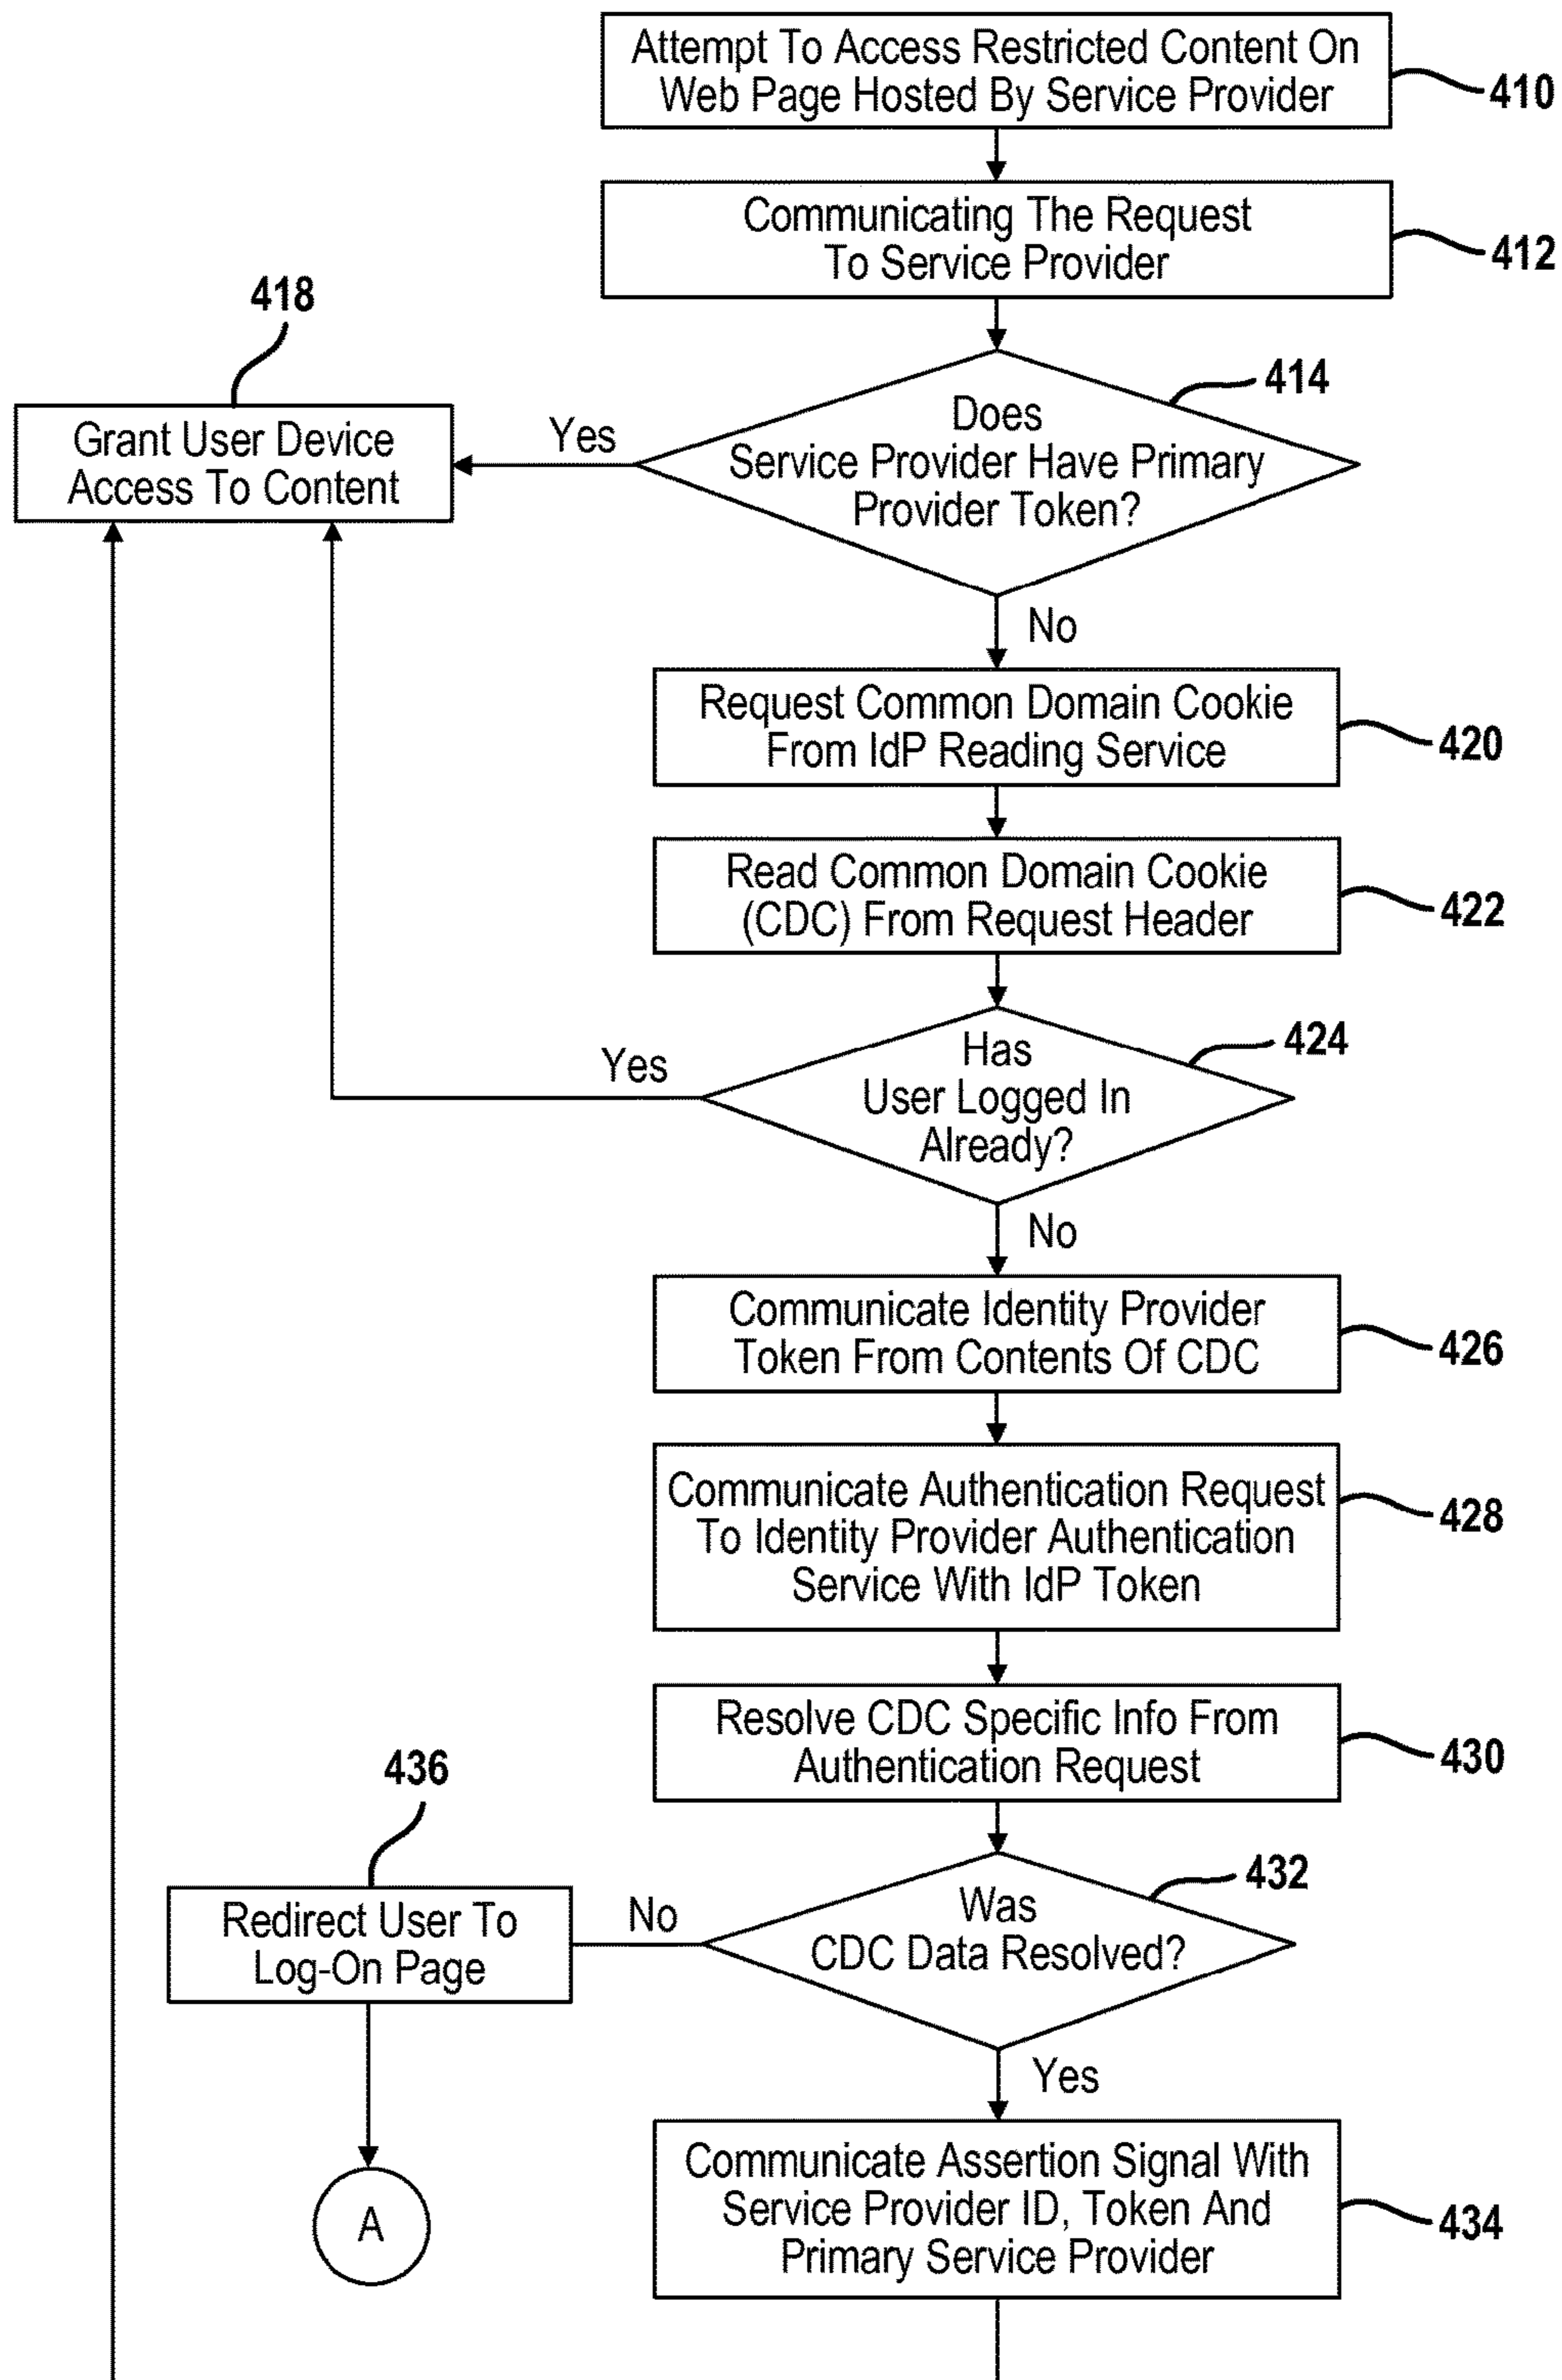 Attempt To Access Restricted Content On
Web Page Hosted By Service Provider
410
Communicating The Request
To Service Provider
412
418
Grant User Device
Access To Content
Yes
414
Does
Service Provider Have Primary
Provider Token?
No
Request Common Domain Cookie
From IdP Reading Service
420
Read Common Domain Cookie
(CDC) From Request Header
422
Yes
424
Has
User Logged In
Already?
No
Communicate Identity Provider
Token From Contents Of CDC
426
Communicate Authentication Request
To Identity Provider Authentication
Service With IdP Token
428
Resolve CDC Specific Info From
Authentication Request
430
436
Redirect User To
Log-On Page
No
432
Was
CDC Data Resolved?
Yes
A
Communicate Assertion Signal With
Service Provider ID, Token And
Primary Service Provider
434